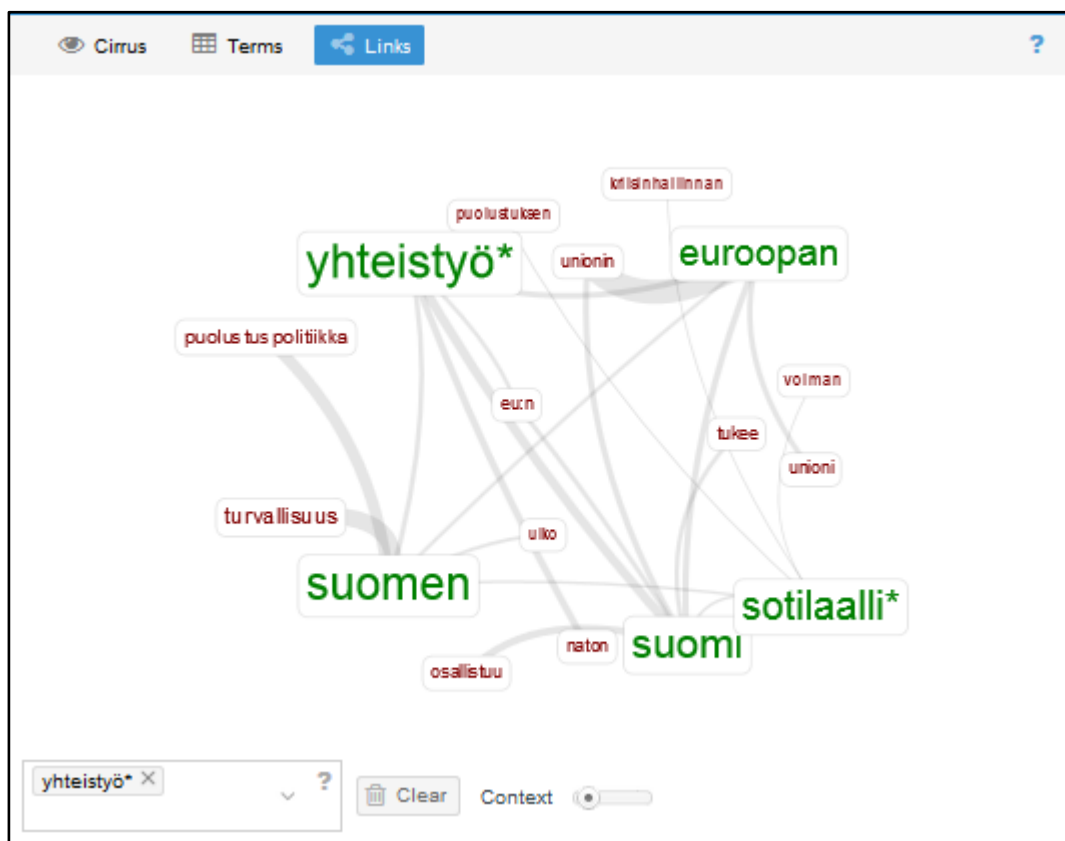 Cirrus Terms Links ?
kriisinhallinnan
puolustuksen
yhteistyö*
unionin
euroopan
puolustuspolitiikka
volman
eu:n
tukee
unioni
turvallisuus
ulko
suomen
sotilaalli*
naton
suomi
osallistuu
yhteistyö* ?
Clear Context